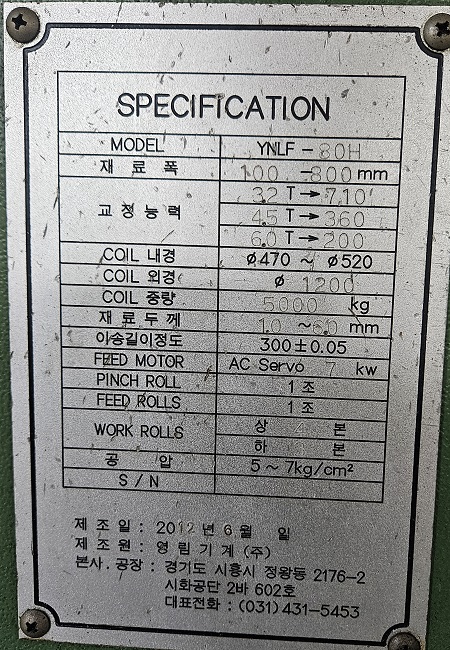 SPECIFICATION
MODEL YNLF - 80H
재 료 폭 100 - 800 mm
교 정 능 력 3.2 T → 710
4.5 T → 360
6.0 T → 200
COIL 내경 ø470 ~ ø520
COIL 외경 ø 1200
COIL 중량 5000 kg
재 료 두 께 1.0 ~ 6.0 mm
이송길이정도 300±0.05
FEED MOTOR AC Servo 7 kw
PINCH ROLL 1 조
FEED ROLLS 1 조
WORK ROLLS 상 본
하 본
공 압 5 ~ 7kg/cm²
S / N
제 조 일 : 2012 년 6 월 일
제 조 원 : 영 림 기 계 (주)
본사 . 공장 : 경기도 시흥시 정왕동 2176-2
시화공단 2바 602호
대표전화 : (031) 431-5453